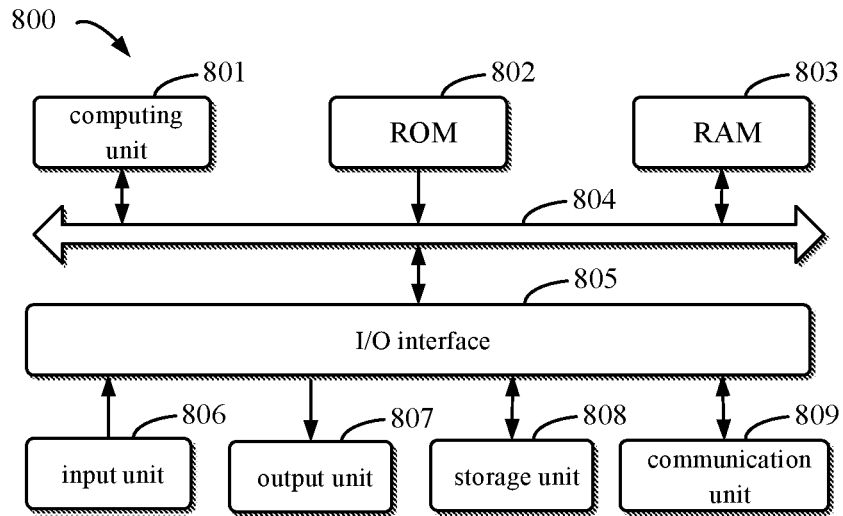 800
801
802
803
computing
unit
ROM
RAM
804
805
I/O interface
806
807
808
809
input unit
output unit
storage unit
communication
unit